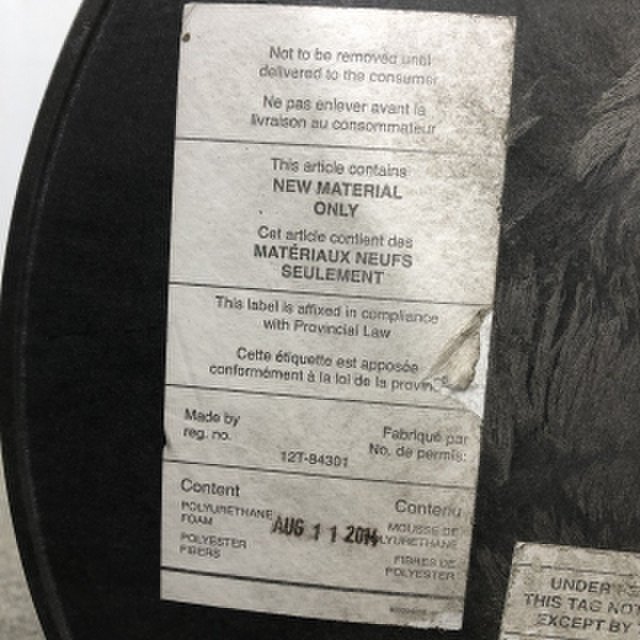 Not to be removed until
delivered to the consumer
Ne pas enlever avant la
livraison au consommateur
This article contains
NEW MATERIAL
ONLY
Cet article contient des
MATÉRIAUX NEUFS
SEULEMENT
This label is affixed in compliance
with Provincial Law
Cette étiquette est apposée
conformément à la loi de la
Made by
reg. no.
Fabriqué par
No. de permis:
12T-84301
Content
Contenu
POLYURETHANE
FOAM
AUG 11 2014
MOUSSE DE
POLYESTER
FIBERS
FIBRES DE
POLYESTER
UNDER
THIS TAG NOT
EXCEPT BY